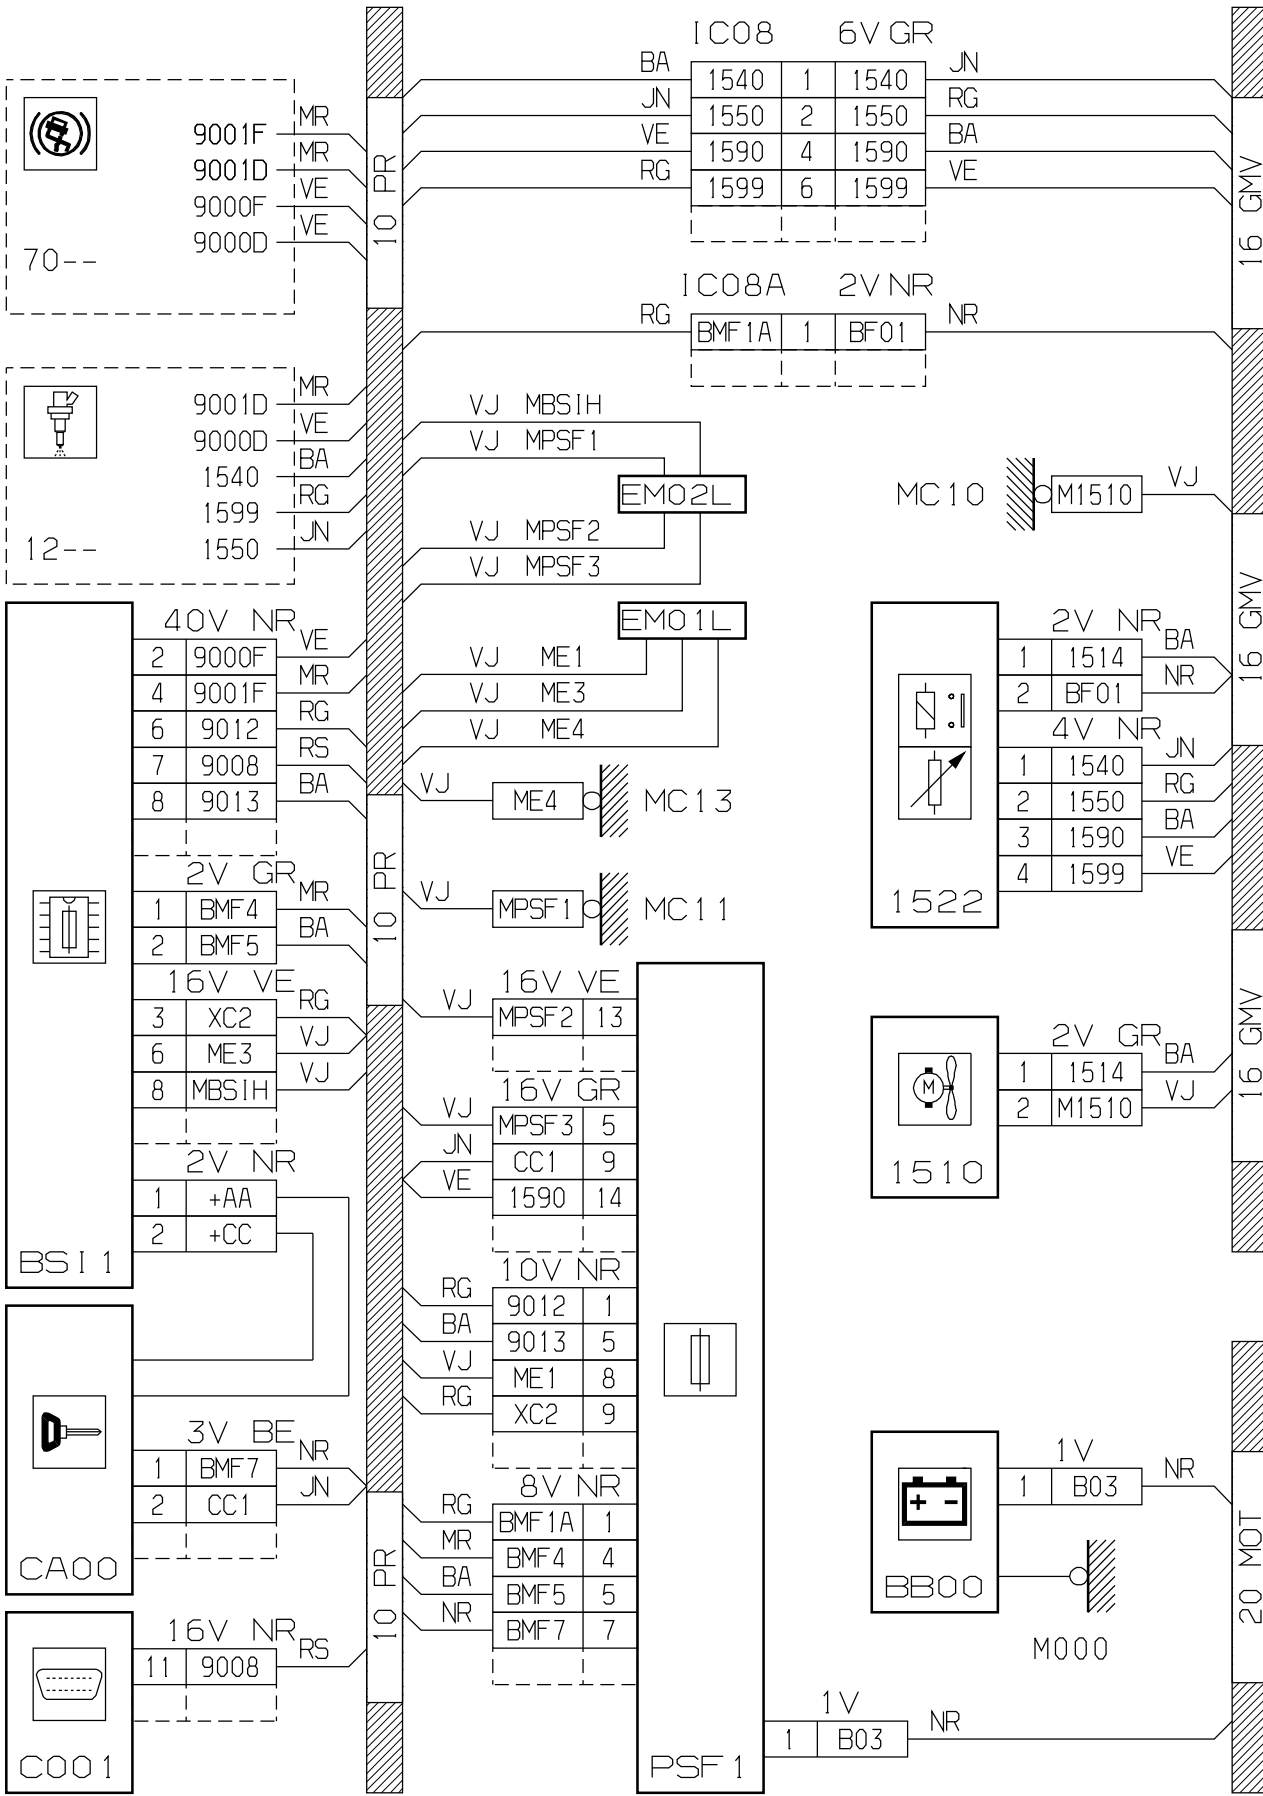 IC08 6V GR
BA 1540 1 1540 JN
JN 1550 2 1550 RG
VE 1590 4 1590 BA
RG 1599 6 1599 VE
9001F MR
9001D MR
9000F VE
9000D VE
70--
10 PR
16 GMV
IC08A 2V NR
RG BMF1A 1 BF01 NR
9001D MR
9000D VE
1540 BA
1599 RG
1550 JN
12--
VJ MBSIH
VJ MPSF1
EM02L
VJ MPSF2
VJ MPSF3
MC10 M1510 VJ
EM01L
VJ ME1
VJ ME3
VJ ME4
VJ ME4 MC13
VJ MPSF1 MC11
40V NR
2 9000F VE
4 9001F MR
6 9012 RG
7 9008 RS
8 9013 BA
2V GR
1 BMF4 MR
2 BMF5 BA
16V VE
3 XC2 RG
6 ME3 VJ
8 MBSIH VJ
2V NR
1 +AA
2 +CC
BSI1
10 PR
2V NR
1 1514 BA
2 BF01 NR
4V NR
1 1540 JN
2 1550 RG
3 1590 BA
4 1599 VE
1522
16 GMV
16V VE
VJ MPSF2 13
16V GR
VJ MPSF3 5
JN CC1 9
VE 1590 14
10V NR
RG 9012 1
BA 9013 5
VJ ME1 8
RG XC2 9
8V NR
RG BMF1A 1
MR BMF4 4
BA BMF5 5
NR BMF7 7
2V GR
1 1514 BA
2 M1510 VJ
M
1510
16 GMV
3V BE
1 BMF7 NR
2 CC1 JN
CA00
10 PR
16V NR
11 9008 RS
C001
1V
1 B03 NR
+ -
BB00
M000
20 MOT
1V
1 B03 NR
PSF1